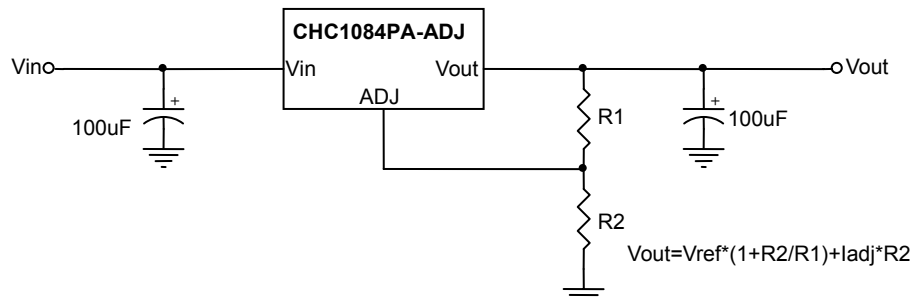 CHC1084PA-ADJ
Vin
Vin
Vout
Vout
ADJ
+
100uF
R1
+
100uF
R2
Vout=Vref*(1+R2/R1)+Iadj*R2